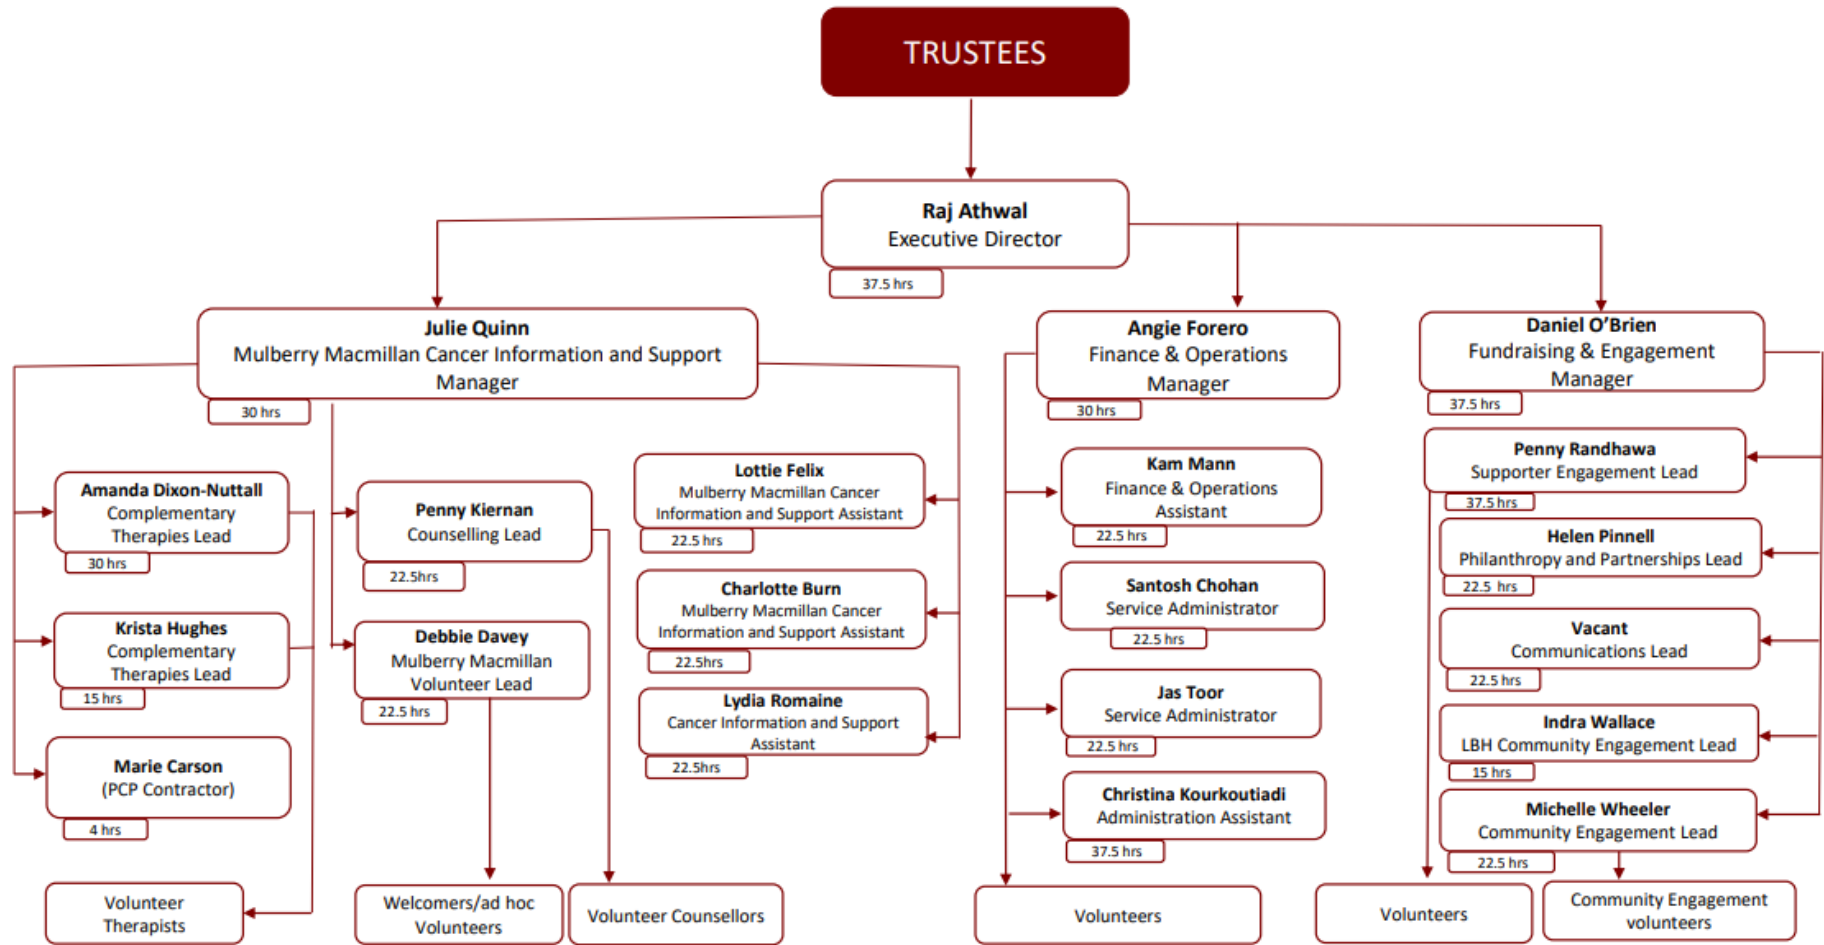 TRUSTEES
Raj Athwal
Executive Director
37.5 hrs
Julie Quinn
Mulberry Macmillan Cancer Information and Support
Manager
30 hrs
Angie Forero
Finance & Operations
Manager
30 hrs
Daniel O’Brien
Fundraising & Engagement
Manager
37.5 hrs
Amanda Dixon-Nuttall
Complementary
Therapies Lead
30 hrs
Krista Hughes
Complementary
Therapies Lead
15 hrs
Marie Carson
(PCP Contractor)
4 hrs
Volunteer
Therapists
Penny Kiernan
Counselling Lead
22.5hrs
Debbie Davey
Mulberry Macmillan
Volunteer Lead
22.5 hrs
Welcomers/ad hoc
Volunteers
Volunteer Counsellors
Lottie Felix
Mulberry Macmillan Cancer
Information and Support Assistant
22.5 hrs
Charlotte Burn
Mulberry Macmillan Cancer
Information and Support Assistant
22.5hrs
Lydia Romaine
Cancer Information and Support
Assistant
22.5hrs
Kam Mann
Finance & Operations
Assistant
22.5 hrs
Santosh Chohan
Service Administrator
22.5 hrs
Jas Toor
Service Administrator
22.5 hrs
Christina Kourkoutiadi
Administration Assistant
37.5 hrs
Volunteers
Penny Randhawa
Supporter Engagement Lead
37.5 hrs
Helen Pinnell
Philanthropy and Partnerships Lead
22.5 hrs
Vacant
Communications Lead
22.5 hrs
Indra Wallace
LBH Community Engagement Lead
15 hrs
Michelle Wheeler
Community Engagement Lead
22.5 hrs
Volunteers
Community Engagement
volunteers